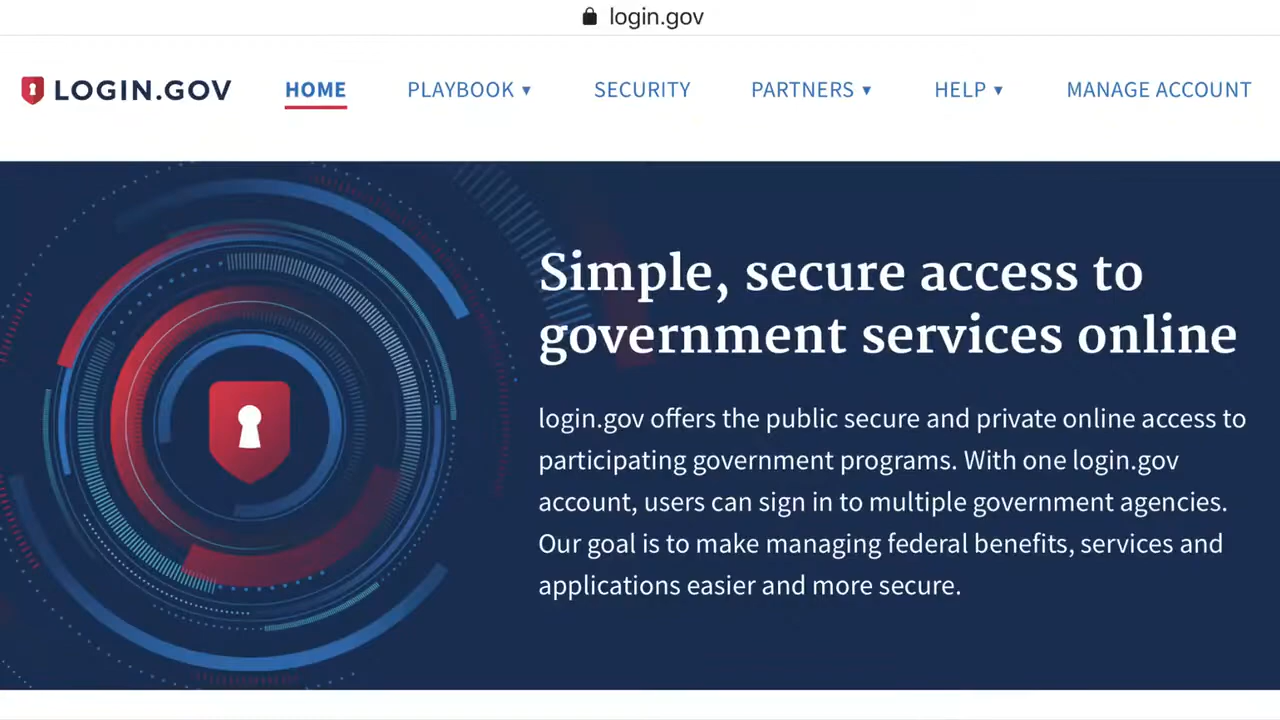 login.gov
LOGIN.GOV HOME PLAYBOOK ▼ SECURITY PARTNERS ▼ HELP ▼ MANAGE ACCOUNT
Simple, secure access to
government services online
login.gov offers the public secure and private online access to
participating government programs. With one login.gov
account, users can sign in to multiple government agencies.
Our goal is to make managing federal benefits, services and
applications easier and more secure.